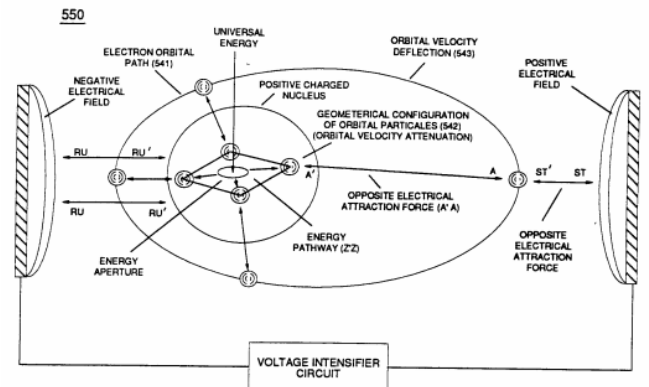 550
UNIVERSAL
ENERGY
ELECTRON ORBITAL
PATH (541)
ORBITAL VELOCITY
DEFLECTION (543)
NEGATIVE
ELECTRICAL
FIELD
POSITIVE CHARGED
NUCLEUS
POSITIVE
ELECTRICAL
FIELD
GEOMETERICAL CONFIGURATION
OF ORBITAL PARTICALES (542)
(ORBITAL VELOCITY ATTENUATION)
RU RU'
A' A ST' ST
RU RU'
OPPOSITE ELECTRICAL
ATTRACTION FORCE (A' A)
ENERGY
APERTURE
ENERGY
PATHWAY (Z'Z)
OPPOSITE
ELECTRICAL
ATTRACTION
FORCE
VOLTAGE INTENSIFIER
CIRCUIT